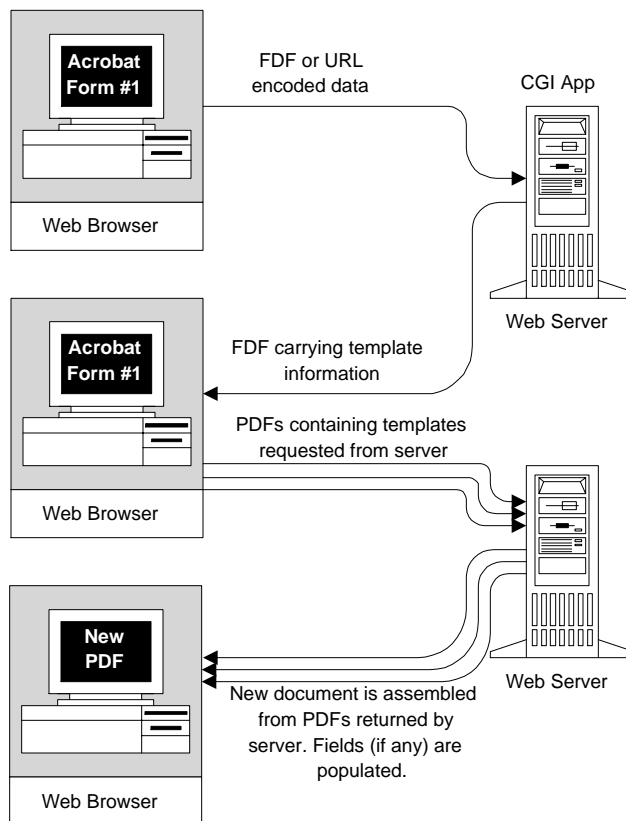 Acrobat
Form #1
Web Browser
FDF or URL
encoded data
CGI App
Web Server
Acrobat
Form #1
Web Browser
FDF carrying template
information
PDFs containing templates
requested from server
Web Server
New
PDF
Web Browser
New document is assembled
from PDFs returned by
server. Fields (if any) are
populated.